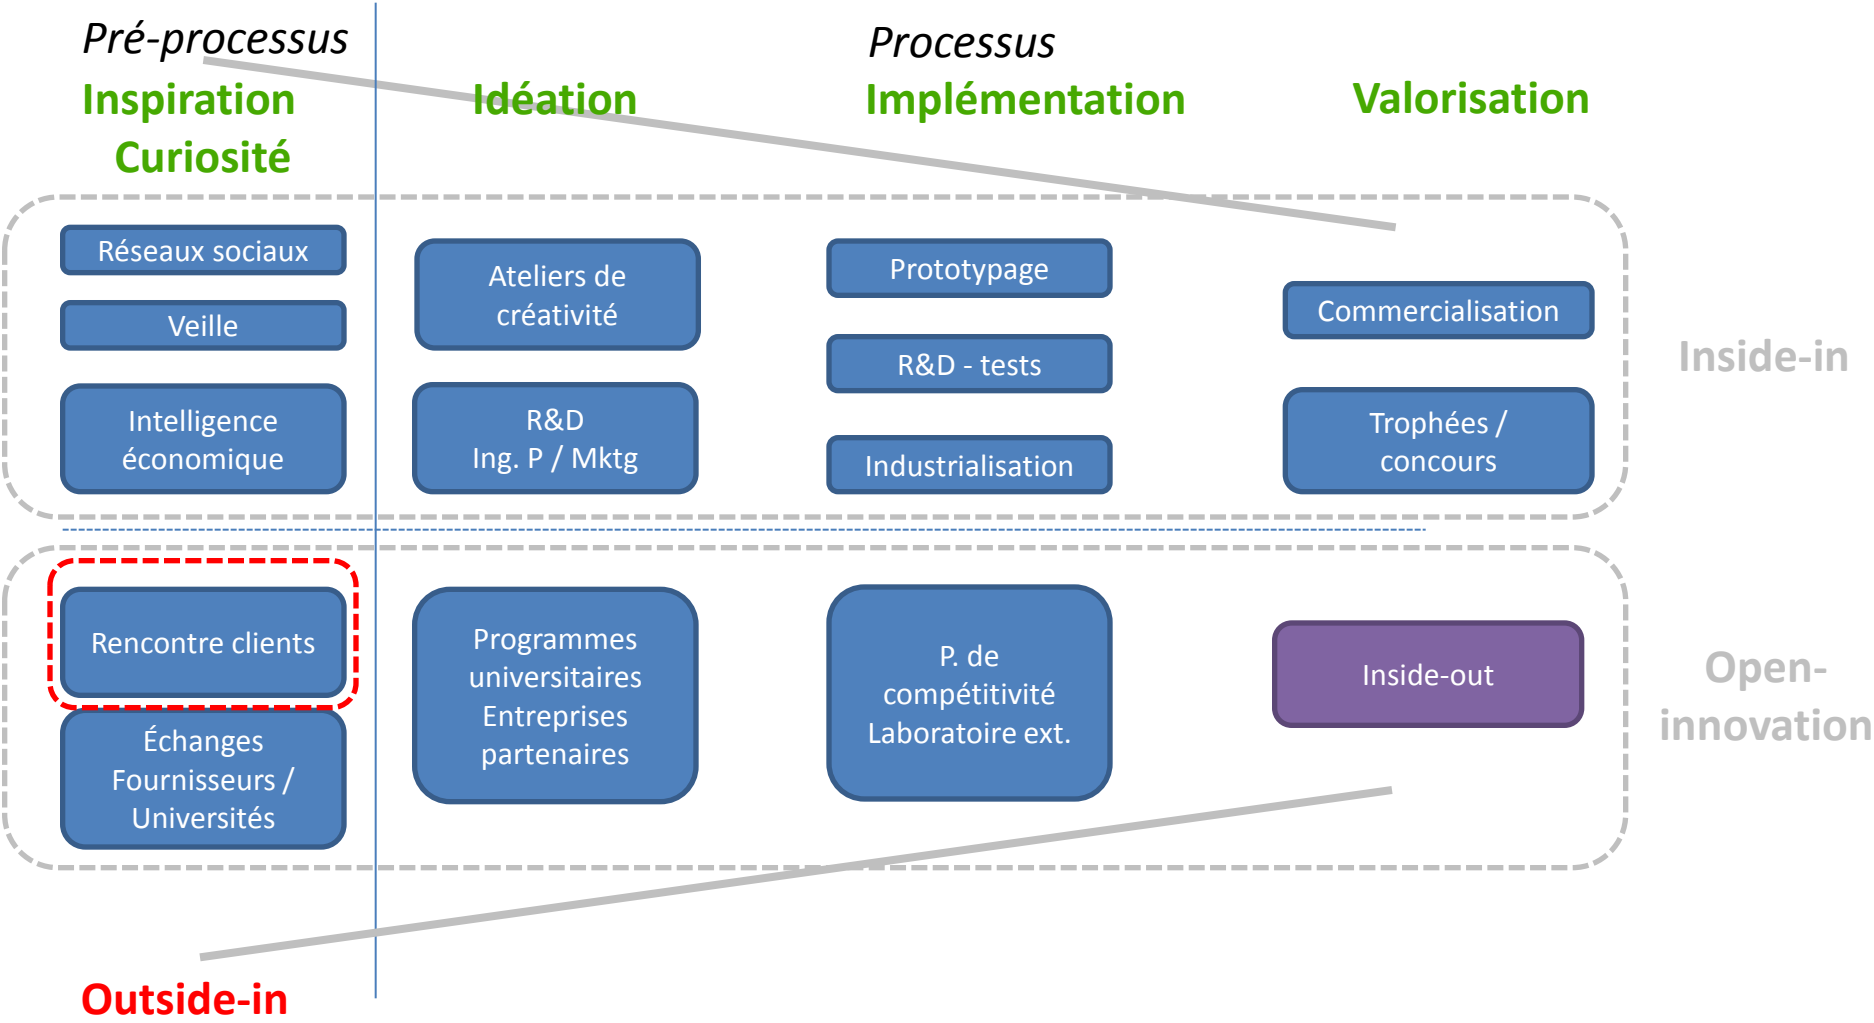 Pré-processus
Processus
Inspiration
Curiosité
Idéation
Implémentation
Valorisation
Réseaux sociaux
Veille
Intelligence
économique
Ateliers de
créativité
R&D
Ing. P / Mktg
Prototypage
R&D - tests
Industrialisation
Commercialisation
Trophées /
concours
Inside-in
Rencontre clients
Échanges
Fournisseurs /
Universités
Programmes
universitaires
Entreprises
partenaires
P. de
compétitivité
Laboratoire ext.
Inside-out
Open-
innovation
Outside-in